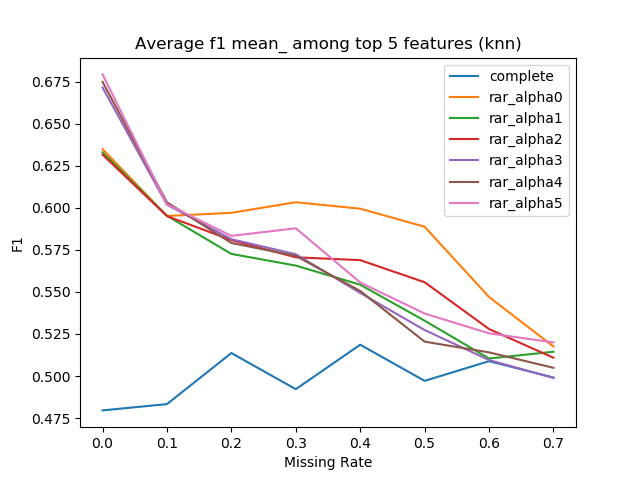 Average f1 mean_ among top 5 features (knn)
complete
rar_alpha0
rar_alpha1
rar_alpha2
rar_alpha3
rar_alpha4
rar_alpha5
0.675
0.650
0.625
0.600
0.575
0.550
0.525
0.500
0.475
F1
0.0 0.1 0.2 0.3 0.4 0.5 0.6 0.7
Missing Rate